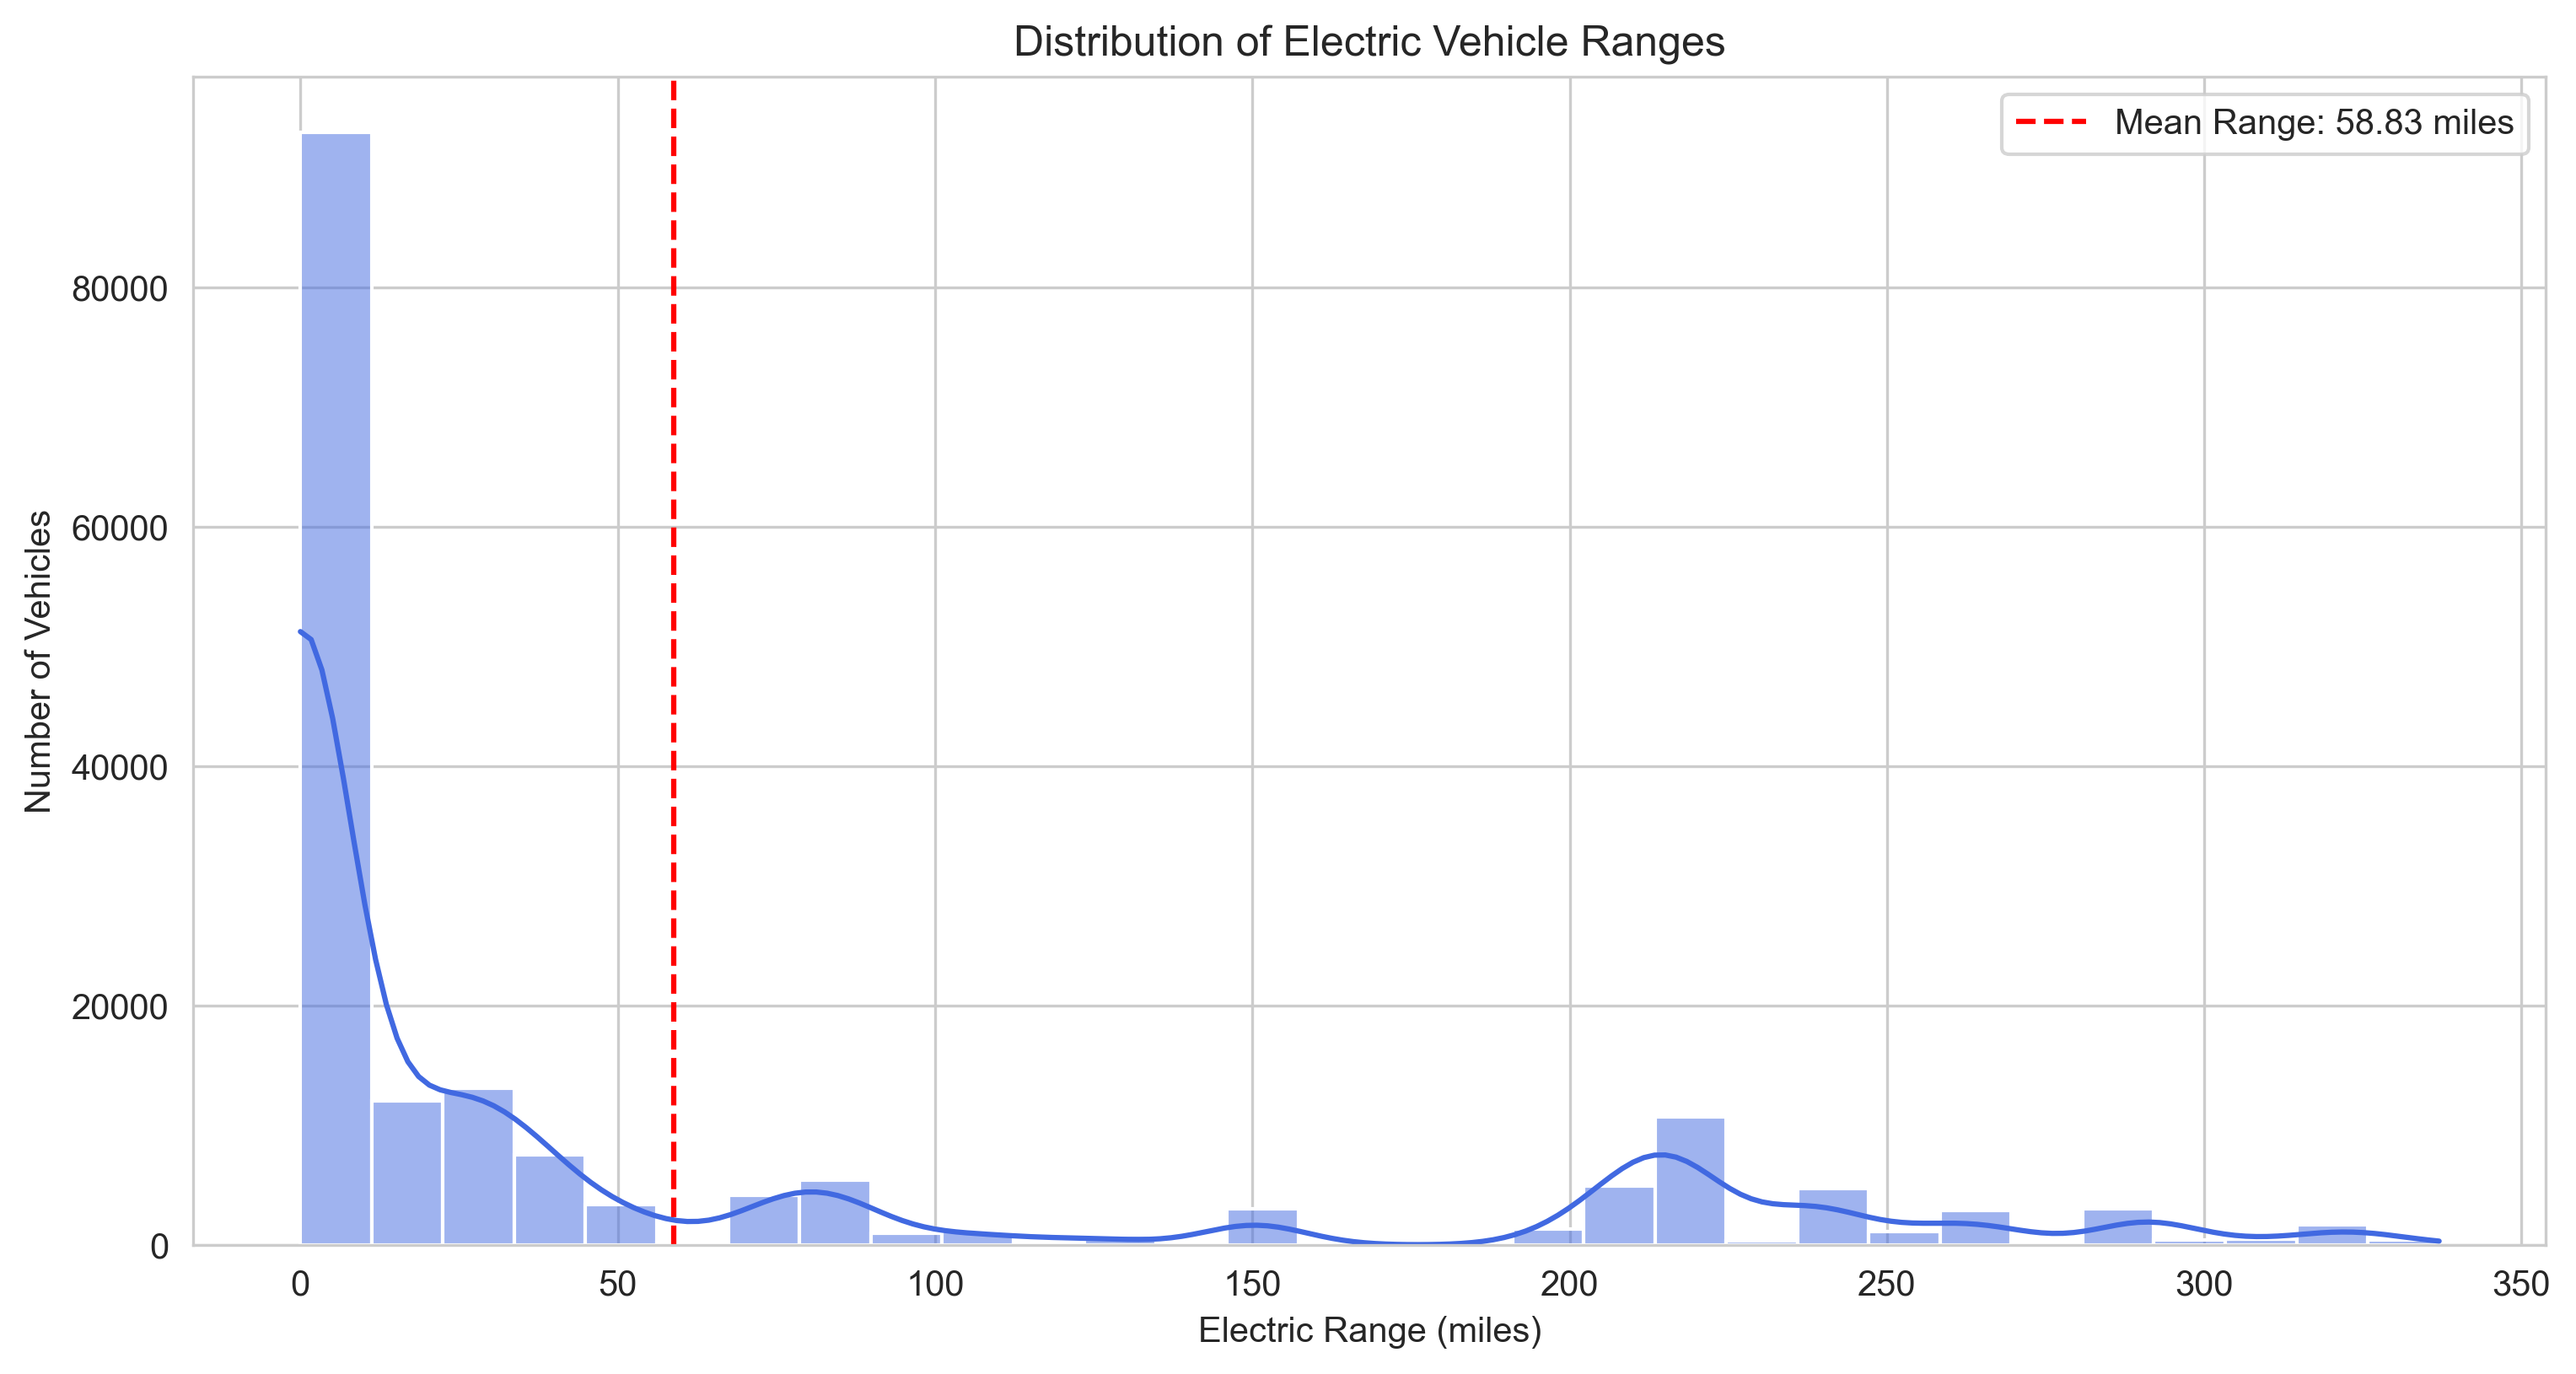 Distribution of Electric Vehicle Ranges
Mean Range: 58.83 miles
Number of Vehicles
80000
60000
40000
20000
0
0 50 100 150 200 250 300 350
Electric Range (miles)